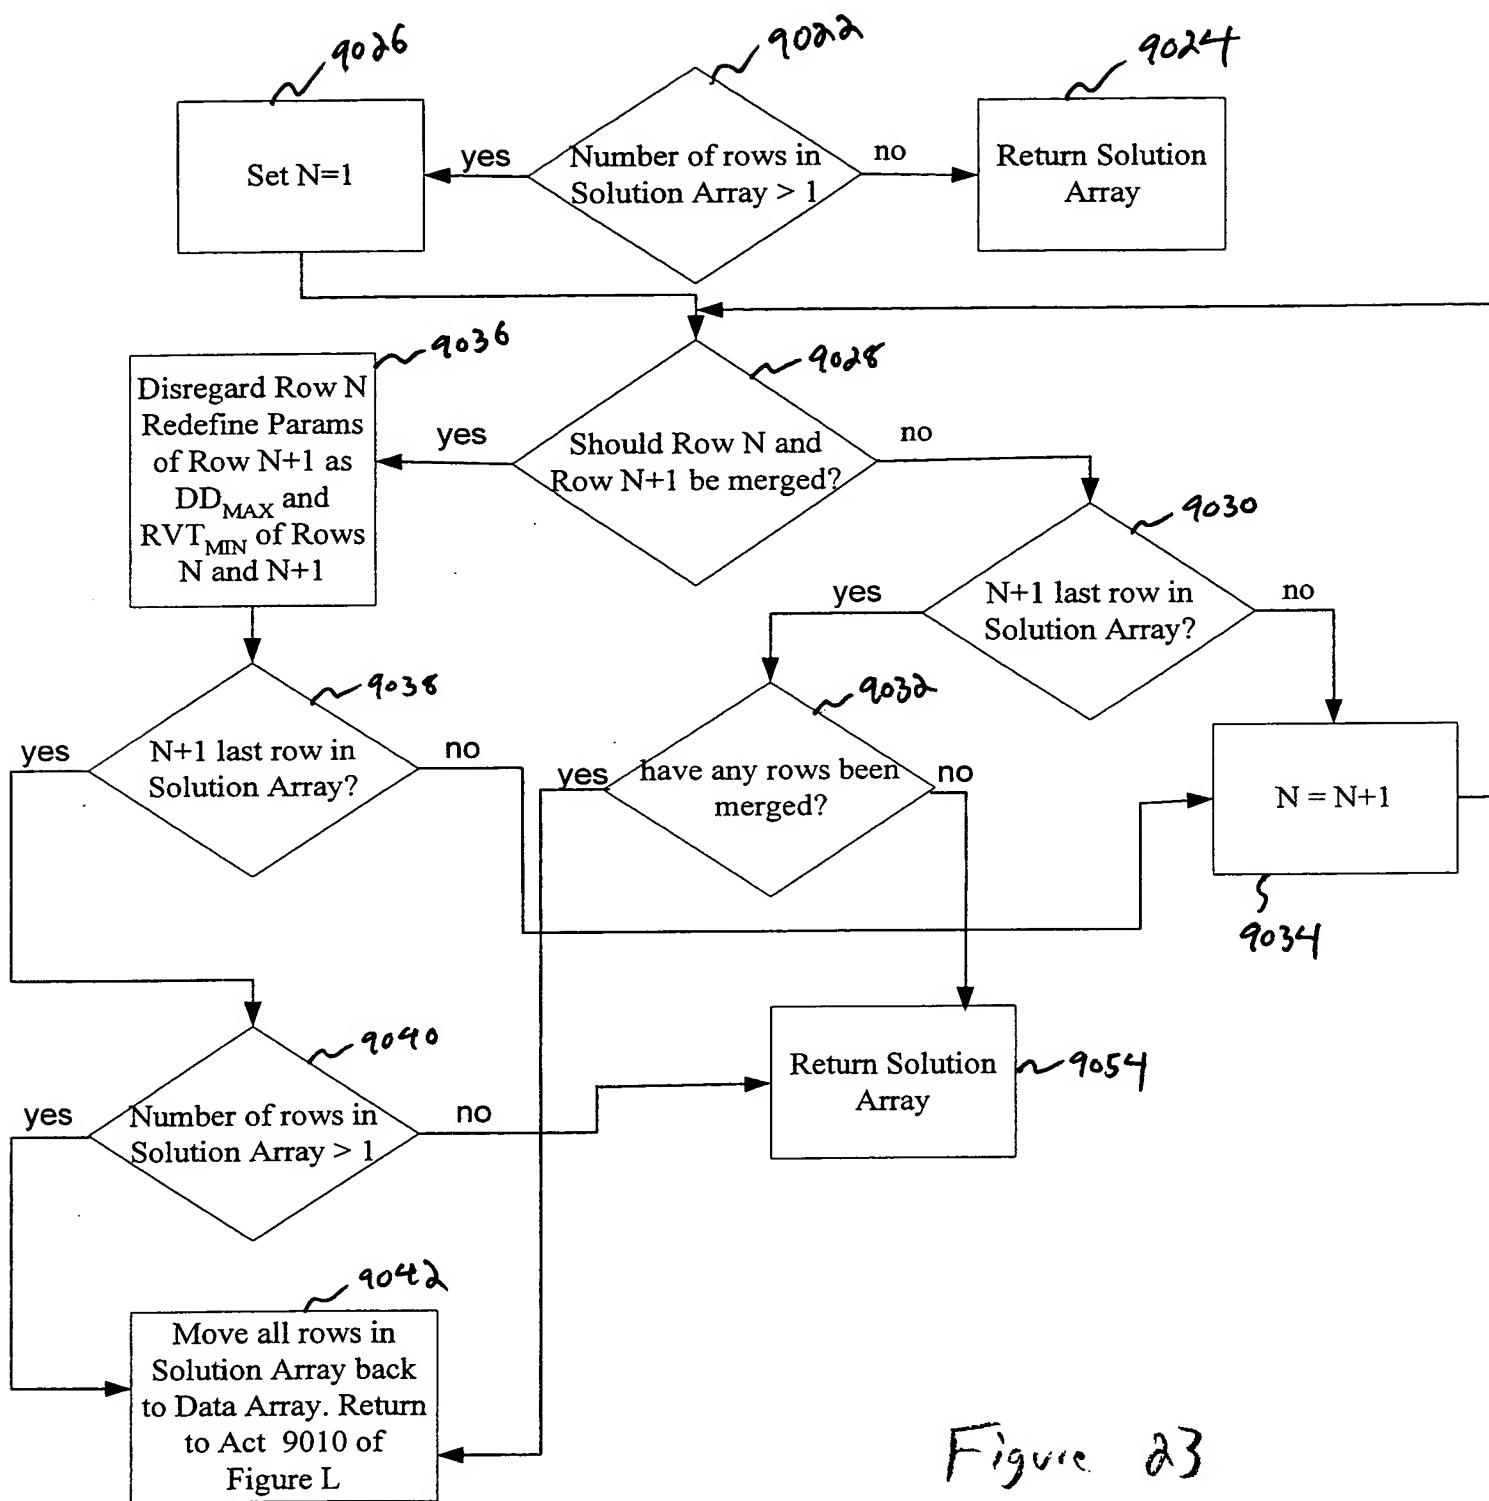 9026
9022
9024
Set N=1
yes
Number of rows in
Solution Array > 1
no
Return Solution
Array
9036
9028
Disregard Row N
Redefine Params
of Row N+1 as
DD_MAX and
RVT_MIN of Rows
N and N+1
yes
Should Row N and
Row N+1 be merged?
no
9030
yes
N+1 last row in
Solution Array?
no
9038
9032
yes
N+1 last row in
Solution Array?
no
yes
have any rows been
merged?
no
N = N+1
9034
9040
yes
Number of rows in
Solution Array > 1
no
Return Solution
Array
9054
9042
Move all rows in
Solution Array back
to Data Array. Return
to Act 9010 of
Figure L
Figure 23